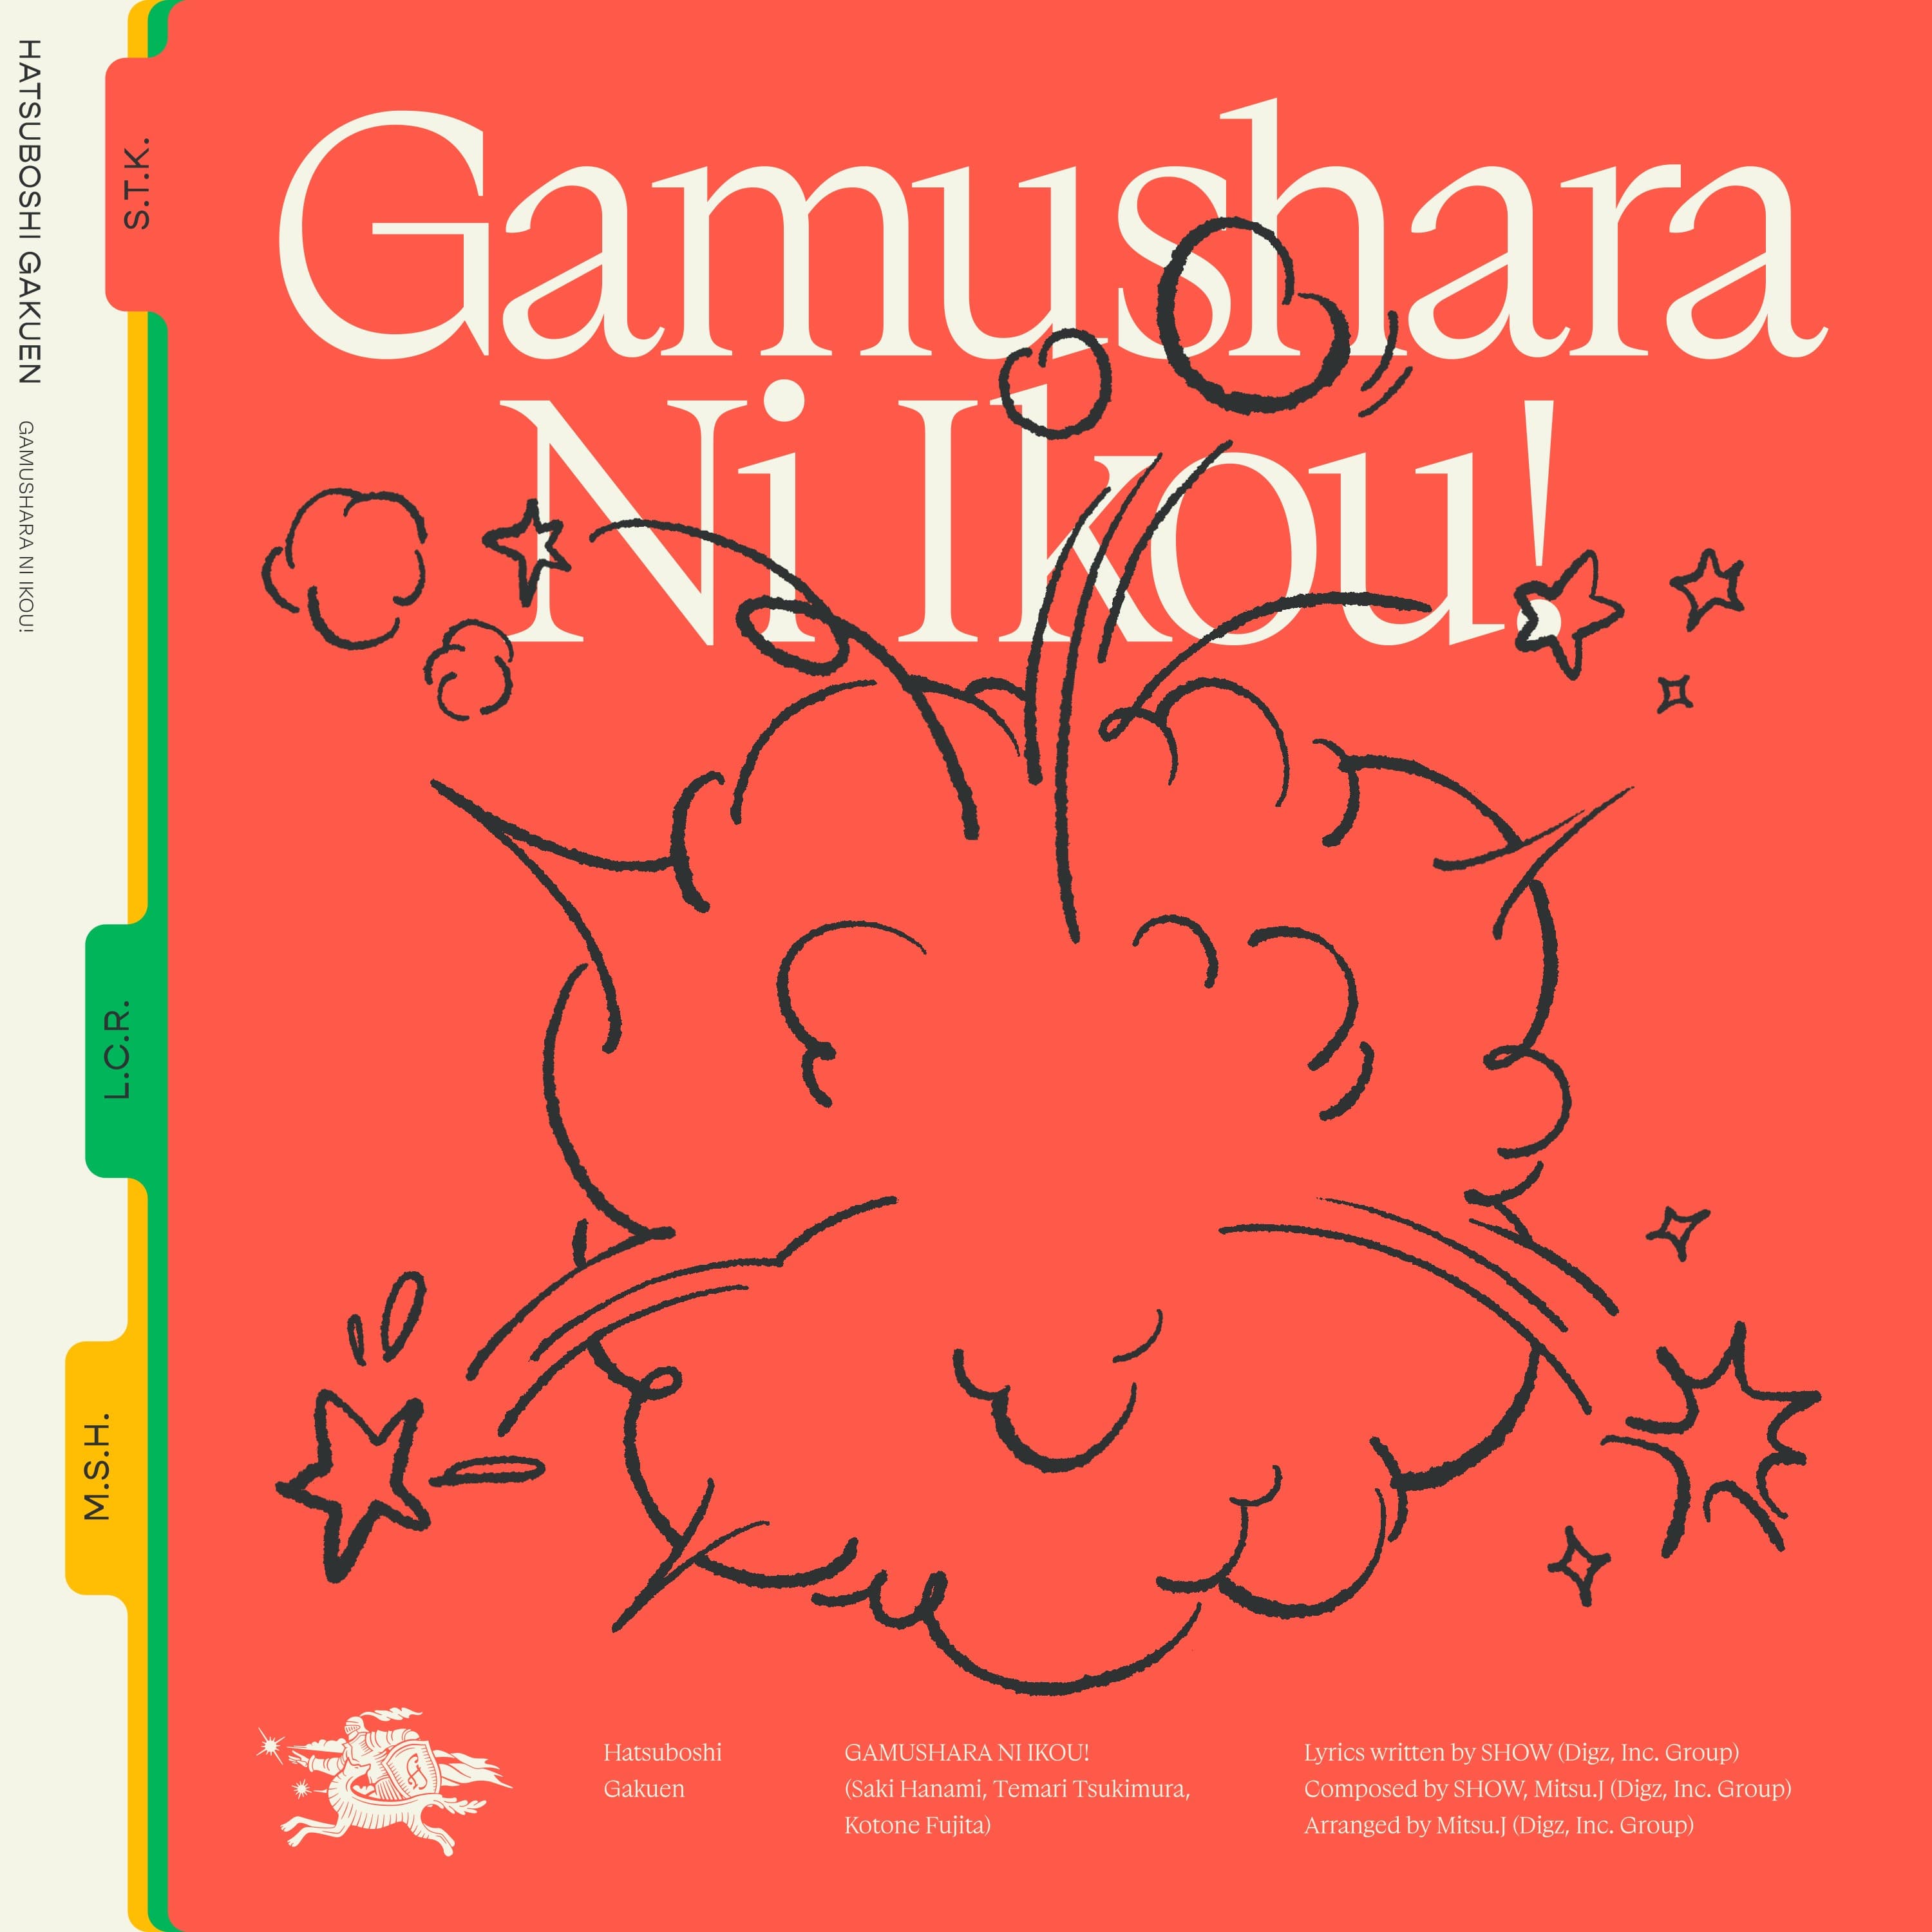 HATSUBOSHI GAKUEN GAMUSHARA NI IKOU!
S.T.K.
L.C.R.
M.S.H.
Gamushara
Ni Ikou!
Hatsuboshi
Gakuen
GAMUSHARA NI IKOU!
(Saki Hanami, Temari Tsukimura,
Kotone Fujita)
Lyrics written by SHOW (Digz, Inc. Group)
Composed by SHOW, Mitsu.J (Digz, Inc. Group)
Arranged by Mitsu.J (Digz, Inc. Group)